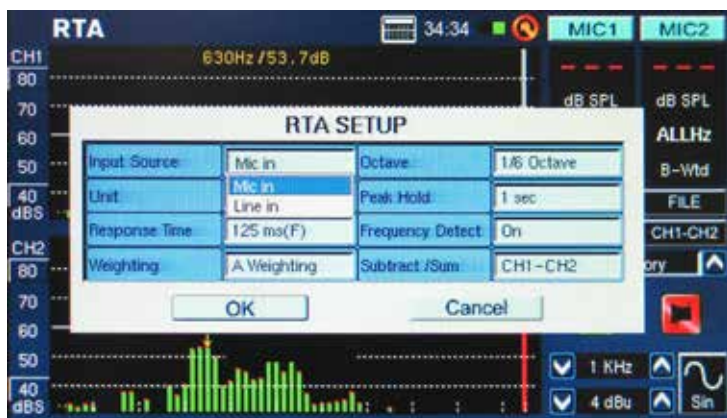 RTA 34:34 MIC1 MIC2
CH1 630Hz/53.7dB
80
70 dB SPL dB SPL
60 ALLHz
50 B-Wtd
40 FILE
dBS
CH1-CH2
RTA SETUP
Input Source Mic in Octave 1/6 Octave
Mic in
Unit Peak Hold 1 sec
Line in
Response Time 125 ms(F) Frequency Detect On
Weighting A Weighting Subtract /Sum CH1-CH2
OK Cancel
CH2
80 ory
70
60
50 1 KHz
40 4 dBu Sin
dBS